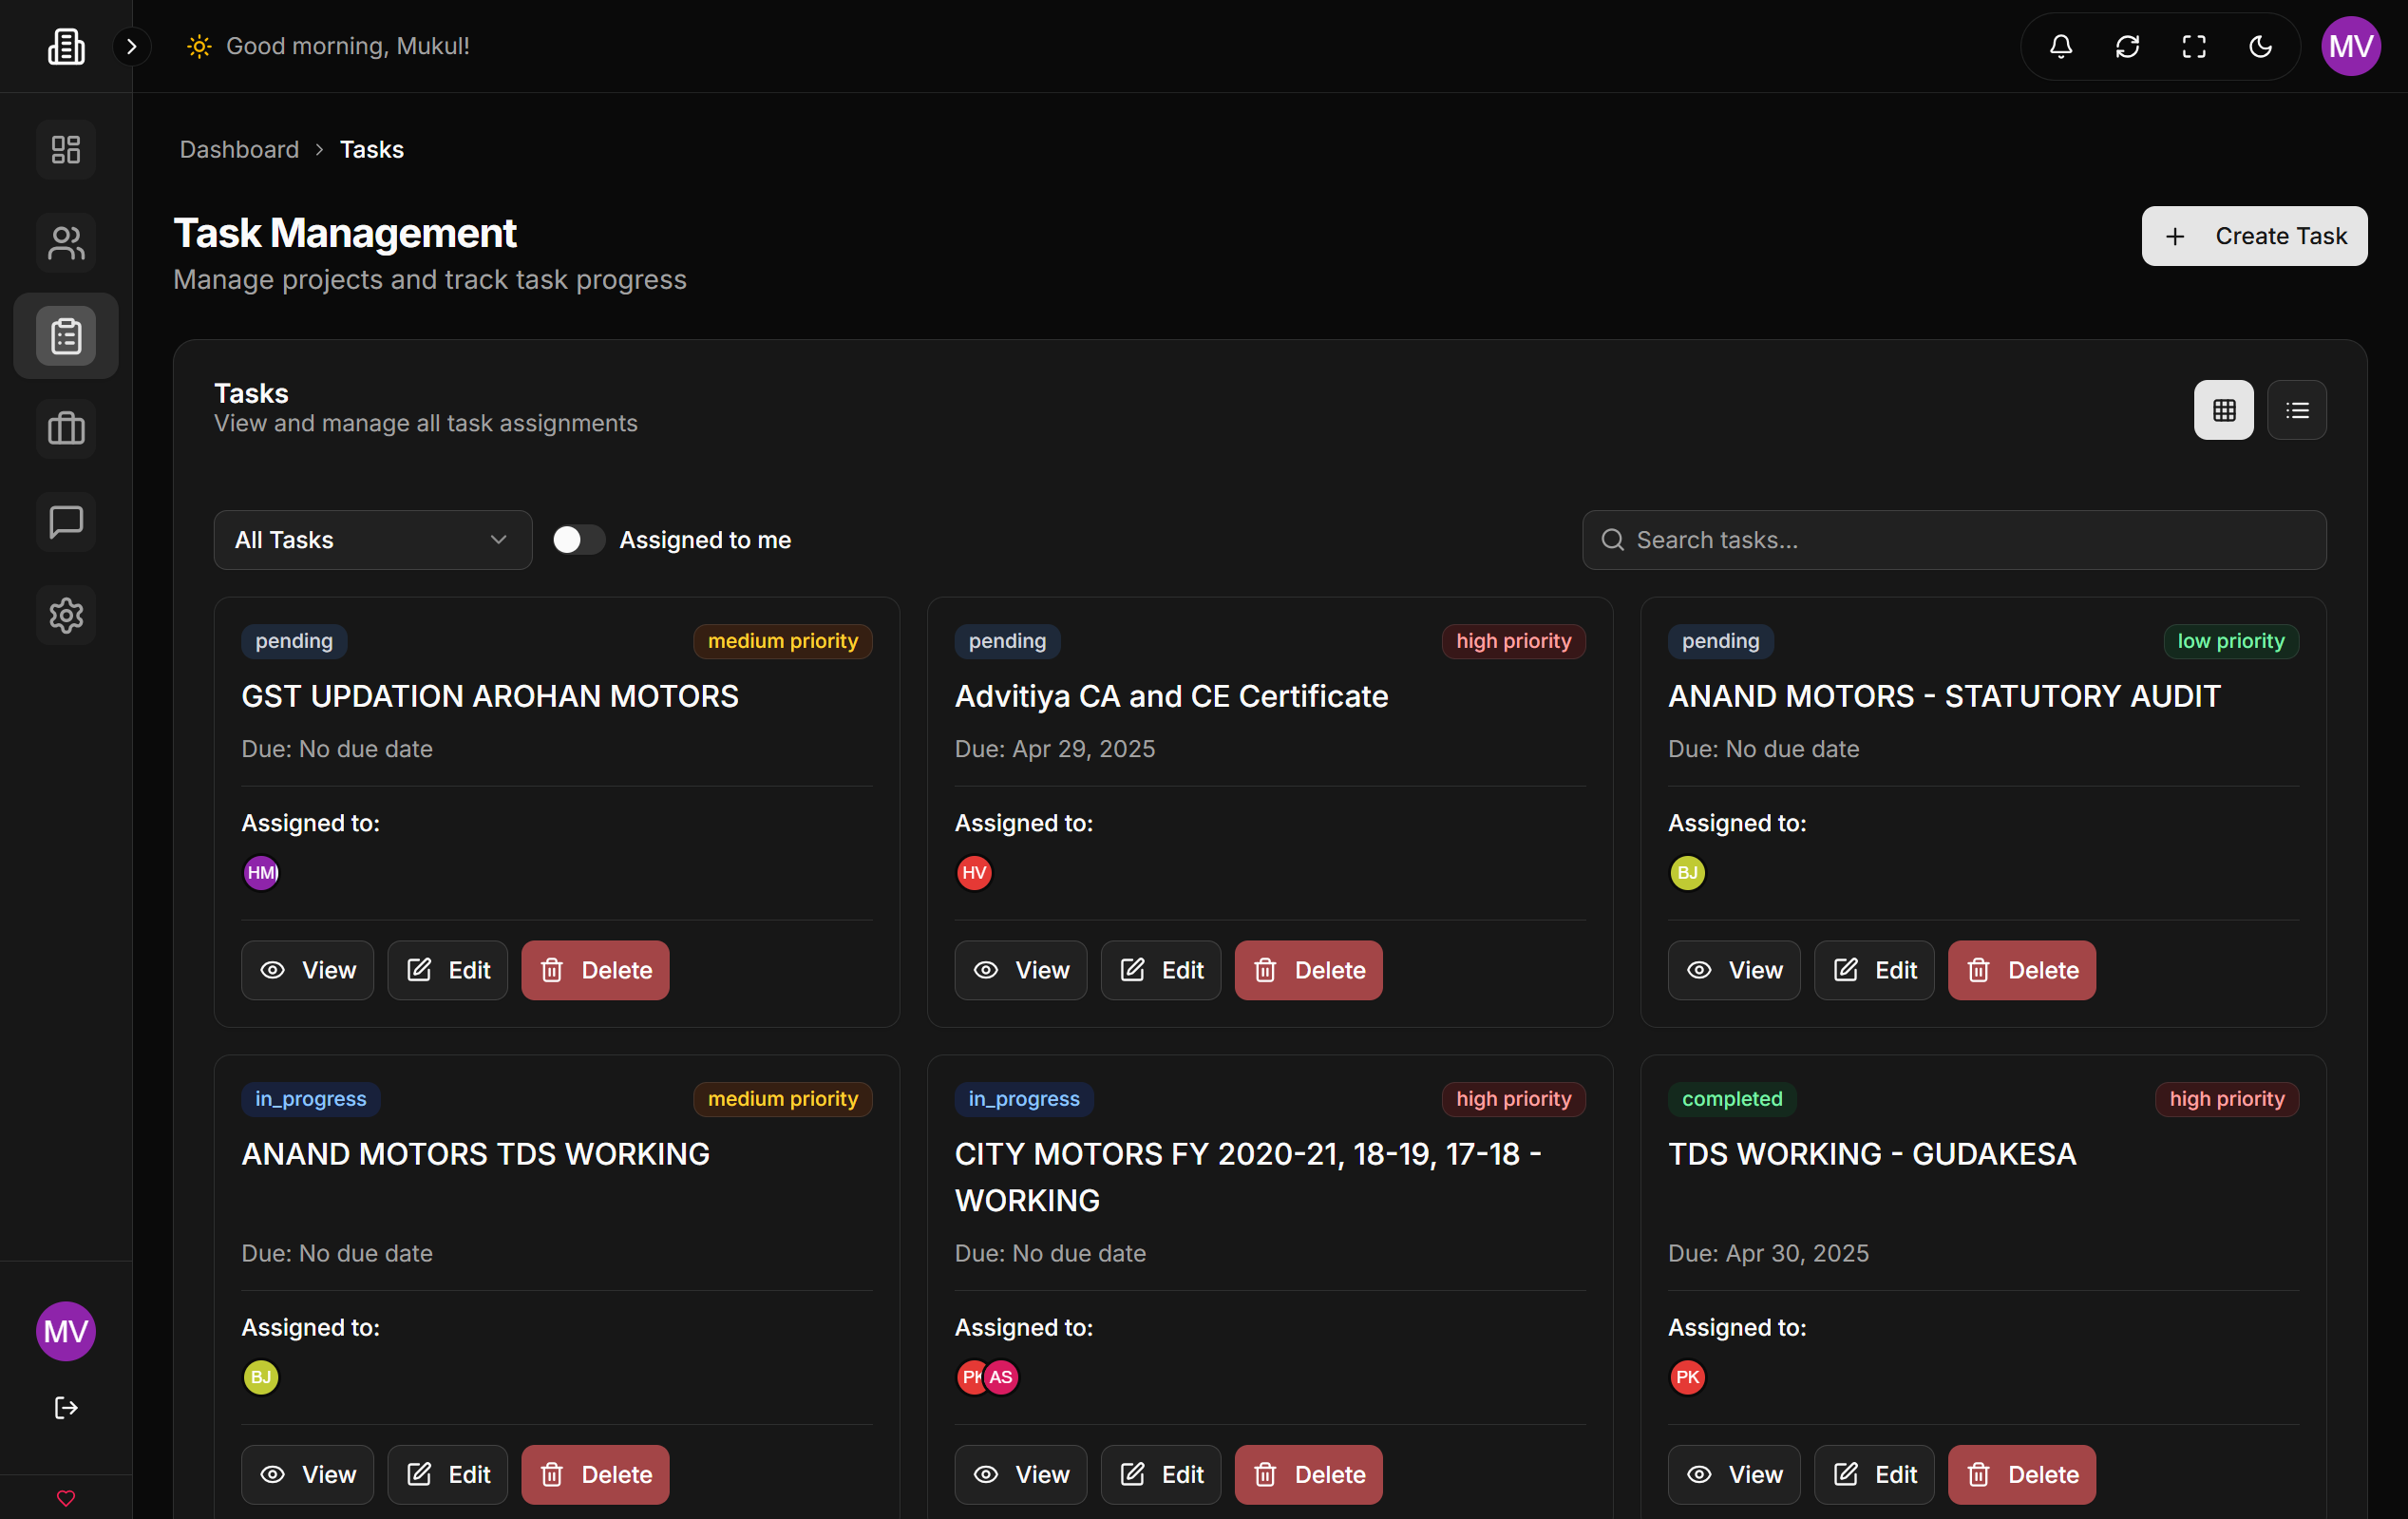 Good morning, Mukul!
MV
Dashboard > Tasks
Task Management
Manage projects and track task progress
+ Create Task
Tasks
View and manage all task assignments
All Tasks
Assigned to me
Search tasks...
pending
medium priority
GST UPDATION AROHAN MOTORS
Due: No due date
Assigned to:
HM
View
Edit
Delete
pending
high priority
Advitiya CA and CE Certificate
Due: Apr 29, 2025
Assigned to:
HV
View
Edit
Delete
pending
low priority
ANAND MOTORS - STATUTORY AUDIT
Due: No due date
Assigned to:
BJ
View
Edit
Delete
in_progress
medium priority
ANAND MOTORS TDS WORKING
Due: No due date
Assigned to:
BJ
View
Edit
Delete
in_progress
high priority
CITY MOTORS FY 2020-21, 18-19, 17-18 -
WORKING
Due: No due date
Assigned to:
PK
AS
View
Edit
Delete
completed
high priority
TDS WORKING - GUDAKESA
Due: Apr 30, 2025
Assigned to:
PK
View
Edit
Delete
MV